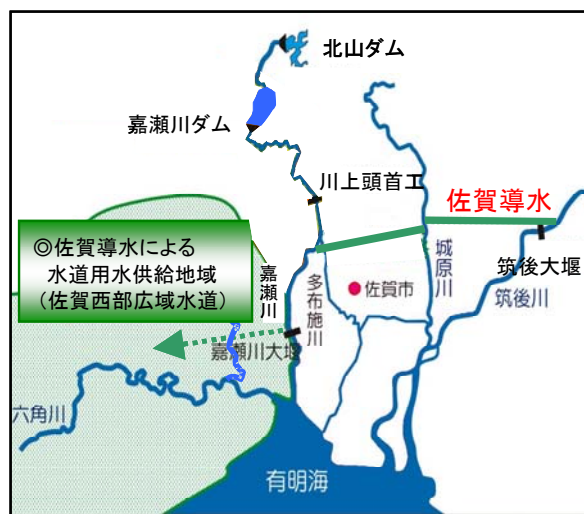 北山ダム
嘉瀬川ダム
川上頭首工
佐賀導水
◎佐賀導水による
水道用水供給地域
(佐賀西部広域水道)
嘉瀬川
多布施川
佐賀市
城原川
筑後大堰
筑後川
嘉瀬川大堰
六角川
有明海